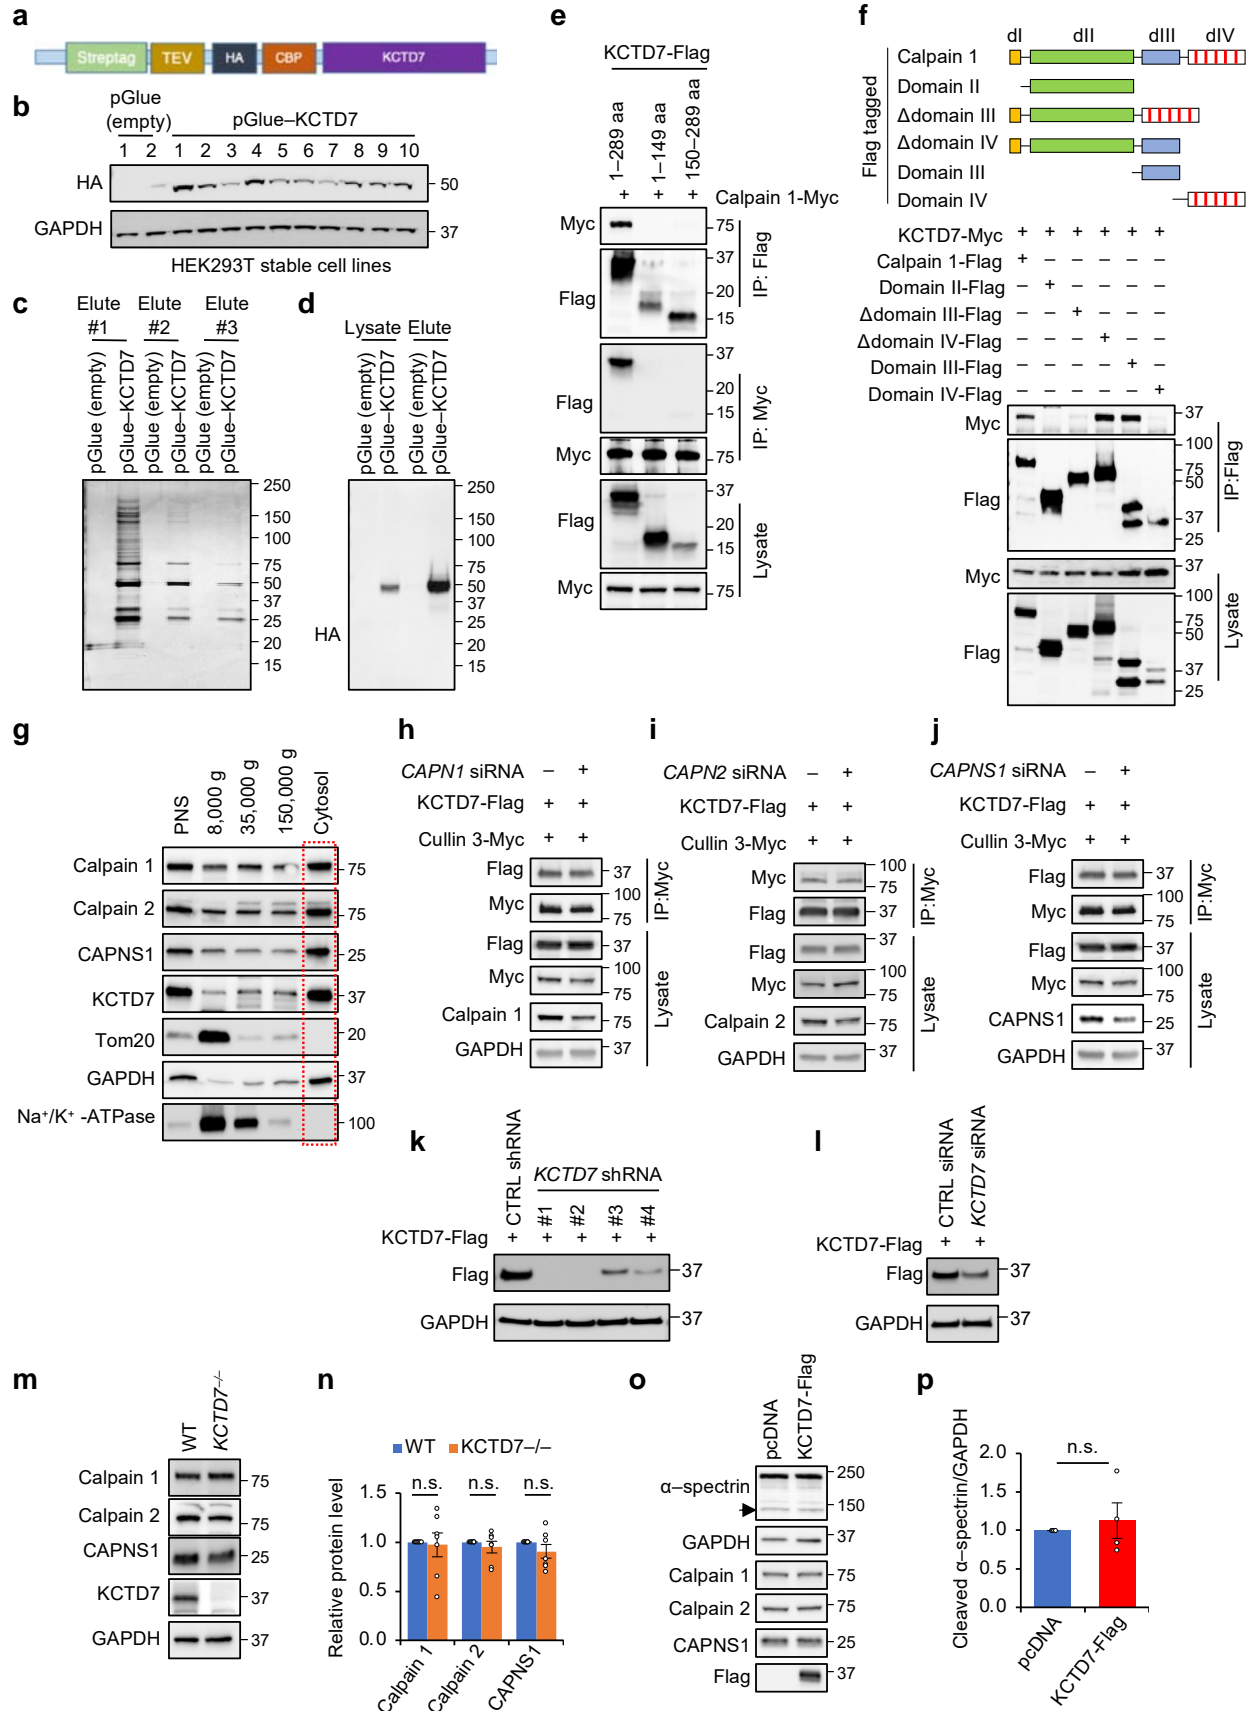 a
Streptag TEV HA CBP KCTD7
b
pGlue
(empty)
pGlue–KCTD7
1 2 1 2 3 4 5 6 7 8 9 10
HA
50
GAPDH
37
HEK293T stable cell lines
c
Elute
#1
Elute
#2
Elute
#3
pGlue (empty)
pGlue–KCTD7
pGlue (empty)
pGlue–KCTD7
pGlue (empty)
pGlue–KCTD7
250
150
100
75
50
37
25
20
15
d
Lysate Elute
pGlue (empty)
pGlue–KCTD7
pGlue (empty)
pGlue–KCTD7
HA
250
150
100
75
50
37
25
20
15
e
KCTD7-Flag
1–289 aa
1–149 aa
150–289 aa
+ + + Calpain 1-Myc
Myc
75
Flag
37
20
15
IP: Flag
Flag
37
20
15
Myc
75
IP: Myc
Flag
37
20
15
Myc
75
Lysate
f
dI dII dIII dIV
Flag tagged
Calpain 1
Domain II
Δdomain III
Δdomain IV
Domain III
Domain IV
KCTD7-Myc + + + + + +
Calpain 1-Flag + – – – – –
Domain II-Flag – + – – – –
Δdomain III-Flag – – + – – –
Δdomain IV-Flag – – – + – –
Domain III-Flag – – – – + –
Domain IV-Flag – – – – – +
Myc
37
Flag
100
75
50
37
25
IP:Flag
Myc
37
Flag
100
75
50
37
25
Lysate
g
PNS
8,000 g
35,000 g
150,000 g
Cytosol
Calpain 1
75
Calpain 2
75
CAPNS1
25
KCTD7
37
Tom20
20
GAPDH
37
Na+/K+ -ATPase
100
h
CAPN1 siRNA – +
KCTD7-Flag + +
Cullin 3-Myc + +
Flag
37
Myc
100
75
IP:Myc
Flag
37
Myc
100
75
Calpain 1
75
GAPDH
37
Lysate
i
CAPN2 siRNA – +
KCTD7-Flag + +
Cullin 3-Myc + +
Myc
100
75
Flag
37
IP:Myc
Flag
37
Myc
100
75
Calpain 2
75
GAPDH
37
Lysate
j
CAPNS1 siRNA – +
KCTD7-Flag + +
Cullin 3-Myc + +
Flag
37
Myc
100
75
IP:Myc
Flag
37
Myc
100
75
CAPNS1
25
GAPDH
37
Lysate
k
CTRL shRNA
KCTD7 shRNA
#1
#2
#3
#4
KCTD7-Flag + + + + +
Flag
37
GAPDH
37
l
CTRL siRNA
KCTD7 siRNA
KCTD7-Flag + +
Flag
37
GAPDH
37
m
WT
KCTD7–/–
Calpain 1
75
Calpain 2
75
CAPNS1
25
KCTD7
37
GAPDH
37
n
WT KCTD7–/–
Relative protein level
1.5
1.0
0.5
0.0
n.s. n.s. n.s.
Calpain 1
Calpain 2
CAPNS1
o
pcDNA
KCTD7-Flag
α–spectrin
250
150
GAPDH
37
Calpain 1
75
Calpain 2
75
CAPNS1
25
Flag
37
p
Cleaved α–spectrin/GAPDH
2.0
1.5
1.0
0.5
0.0
n.s.
pcDNA
KCTD7-Flag